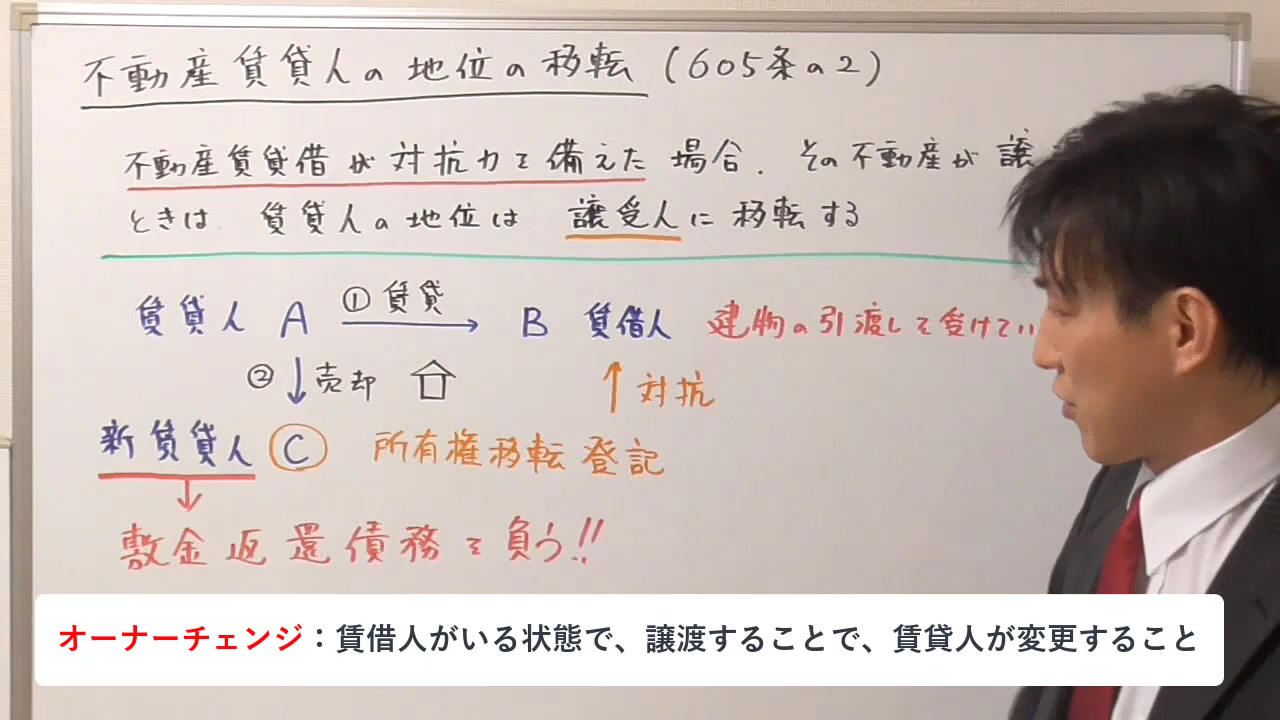 不動産賃貸人の地位の移転 (605条の2)
不動産賃貸借が対抗力を備えた場合、その不動産が譲
ときは 賃貸人の地位は 譲受人に移転する
賃貸人 A ①賃貸 B 賃借人 建物の引渡しを受けてい
②売却 対抗
新賃貸人 C 所有権移転登記
敷金返還債務を負う!!
オーナーチェンジ：賃借人がいる状態で、譲渡することで、賃貸人が変更すること